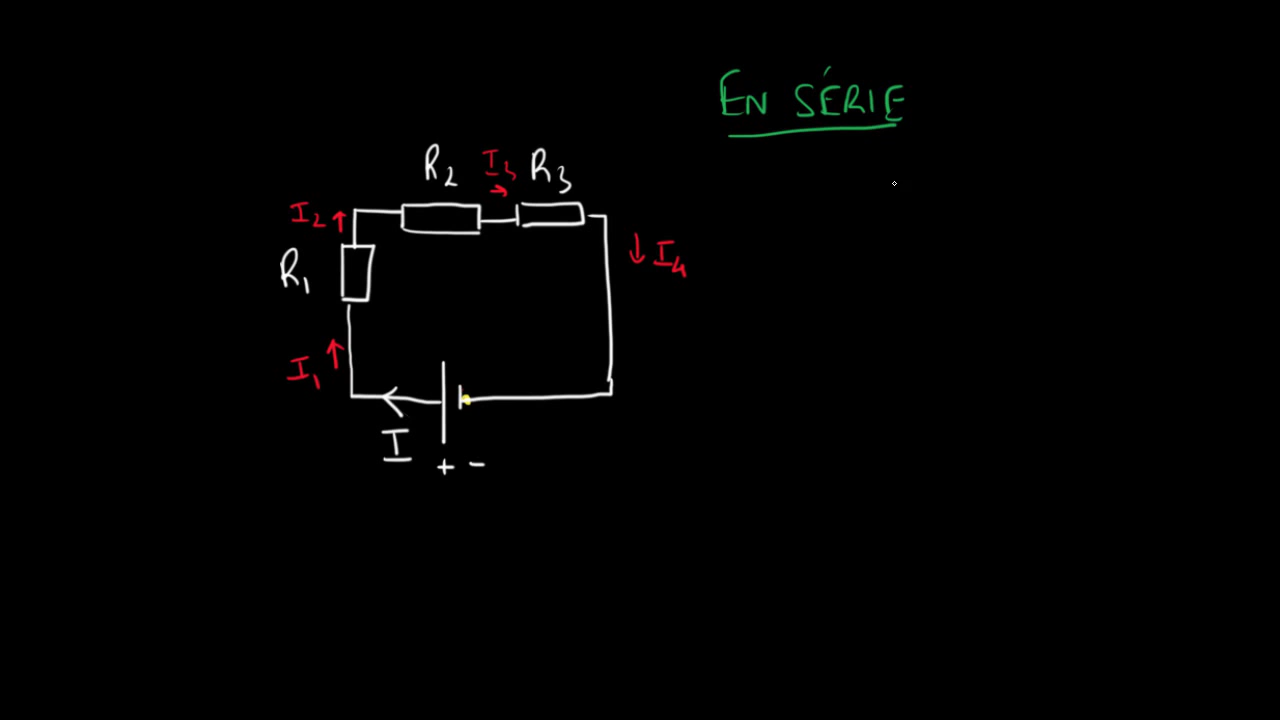 EN SÉRIE
R2 I3 R3
I2
I4
R1
I1
I
+ -